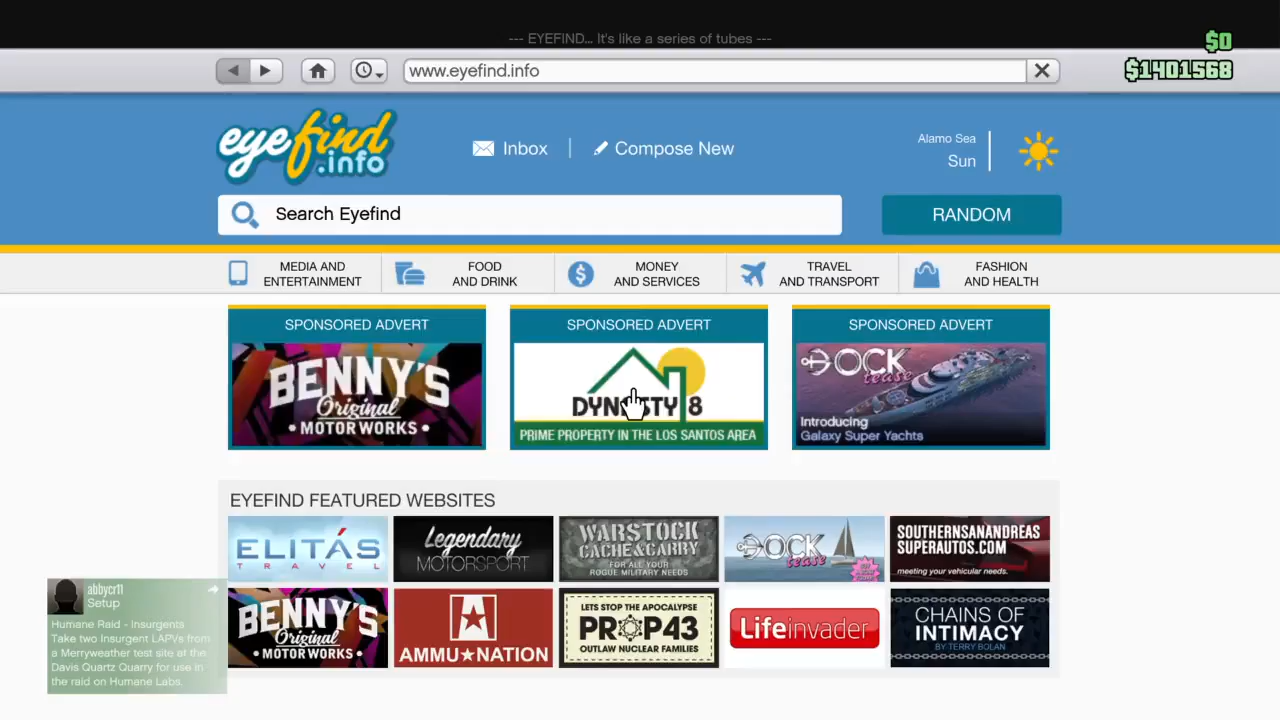 --- EYEFIND... It's like a series of tubes ---
$0
www.eyefind.info
$1401568
eyefind
.info
Inbox
Compose New
Alamo Sea
Sun
Search Eyefind
RANDOM
MEDIA AND
ENTERTAINMENT
FOOD
AND DRINK
MONEY
AND SERVICES
TRAVEL
AND TRANSPORT
FASHION
AND HEALTH
SPONSORED ADVERT
BENNY'S
Original
• MOTOR WORKS •
SPONSORED ADVERT
DYNASTY 8
PRIME PROPERTY IN THE LOS SANTOS AREA
SPONSORED ADVERT
DOCK
tease
Introducing
Galaxy Super Yachts
EYEFIND FEATURED WEBSITES
ELITÁS
TRAVEL
Legendary
MOTORSPORT
WARSTOCK
CACHE & CARRY
FOR ALL YOUR
ROGUE MILITARY NEEDS
DOCK
tease
SOUTHERNSANANDREAS
SUPERAUTOS.COM
meeting your vehicular needs.
BENNY'S
Original
MOTOR WORKS
AMMU★NATION
LETS STOP THE APOCALYPSE
PROP43
OUTLAW NUCLEAR FAMILIES
Lifeinvader
CHAINS OF
INTIMACY
BY TERRY BOLAN
abbycr11
Setup
Humane Raid - Insurgents
Take two Insurgent LAPVs from
a Merryweather test site at the
Davis Quartz Quarry for use in
the raid on Humane Labs.